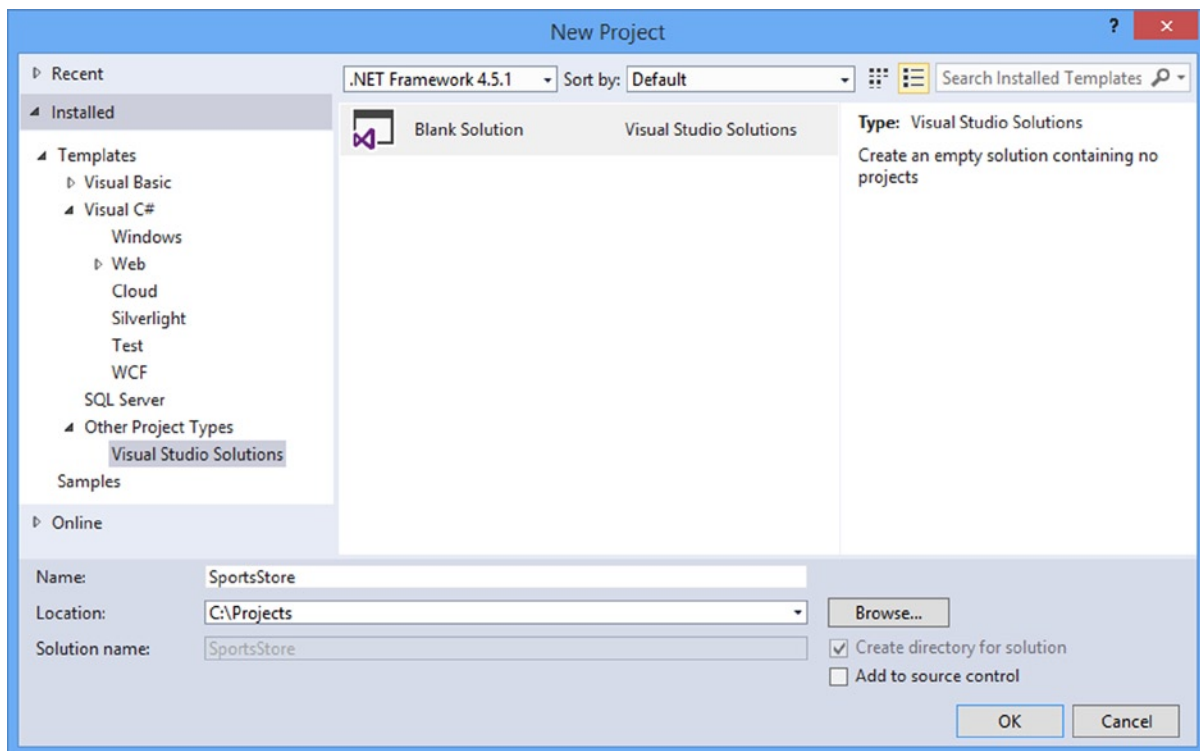 New Project
?
×
Recent
Installed
Templates
Visual Basic
Visual C#
Windows
Web
Cloud
Silverlight
Test
WCF
SQL Server
Other Project Types
Visual Studio Solutions
Samples
Online
.NET Framework 4.5.1 Sort by: Default
Search Installed Templates
Blank Solution Visual Studio Solutions
Type: Visual Studio Solutions
Create an empty solution containing no
projects
Name: SportsStore
Location: C:\Projects Browse...
Solution name: SportsStore
Create directory for solution
Add to source control
OK Cancel